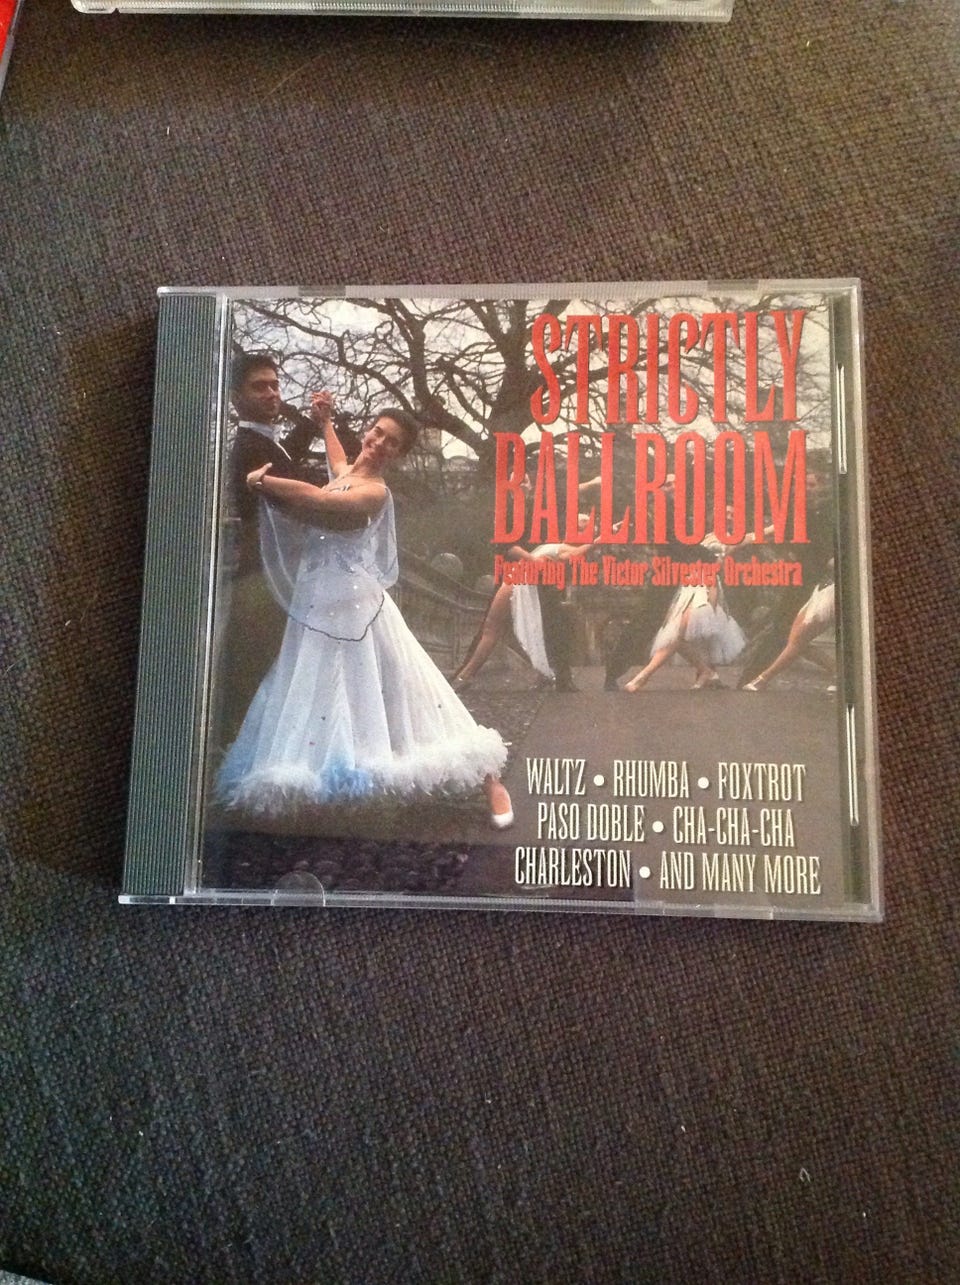 STRICTLY
BALLROOM
Featuring The Victor Silvester Orchestra
WALTZ • RHUMBA • FOXTROT
PASO DOBLE • CHA-CHA-CHA
CHARLESTON • AND MANY MORE